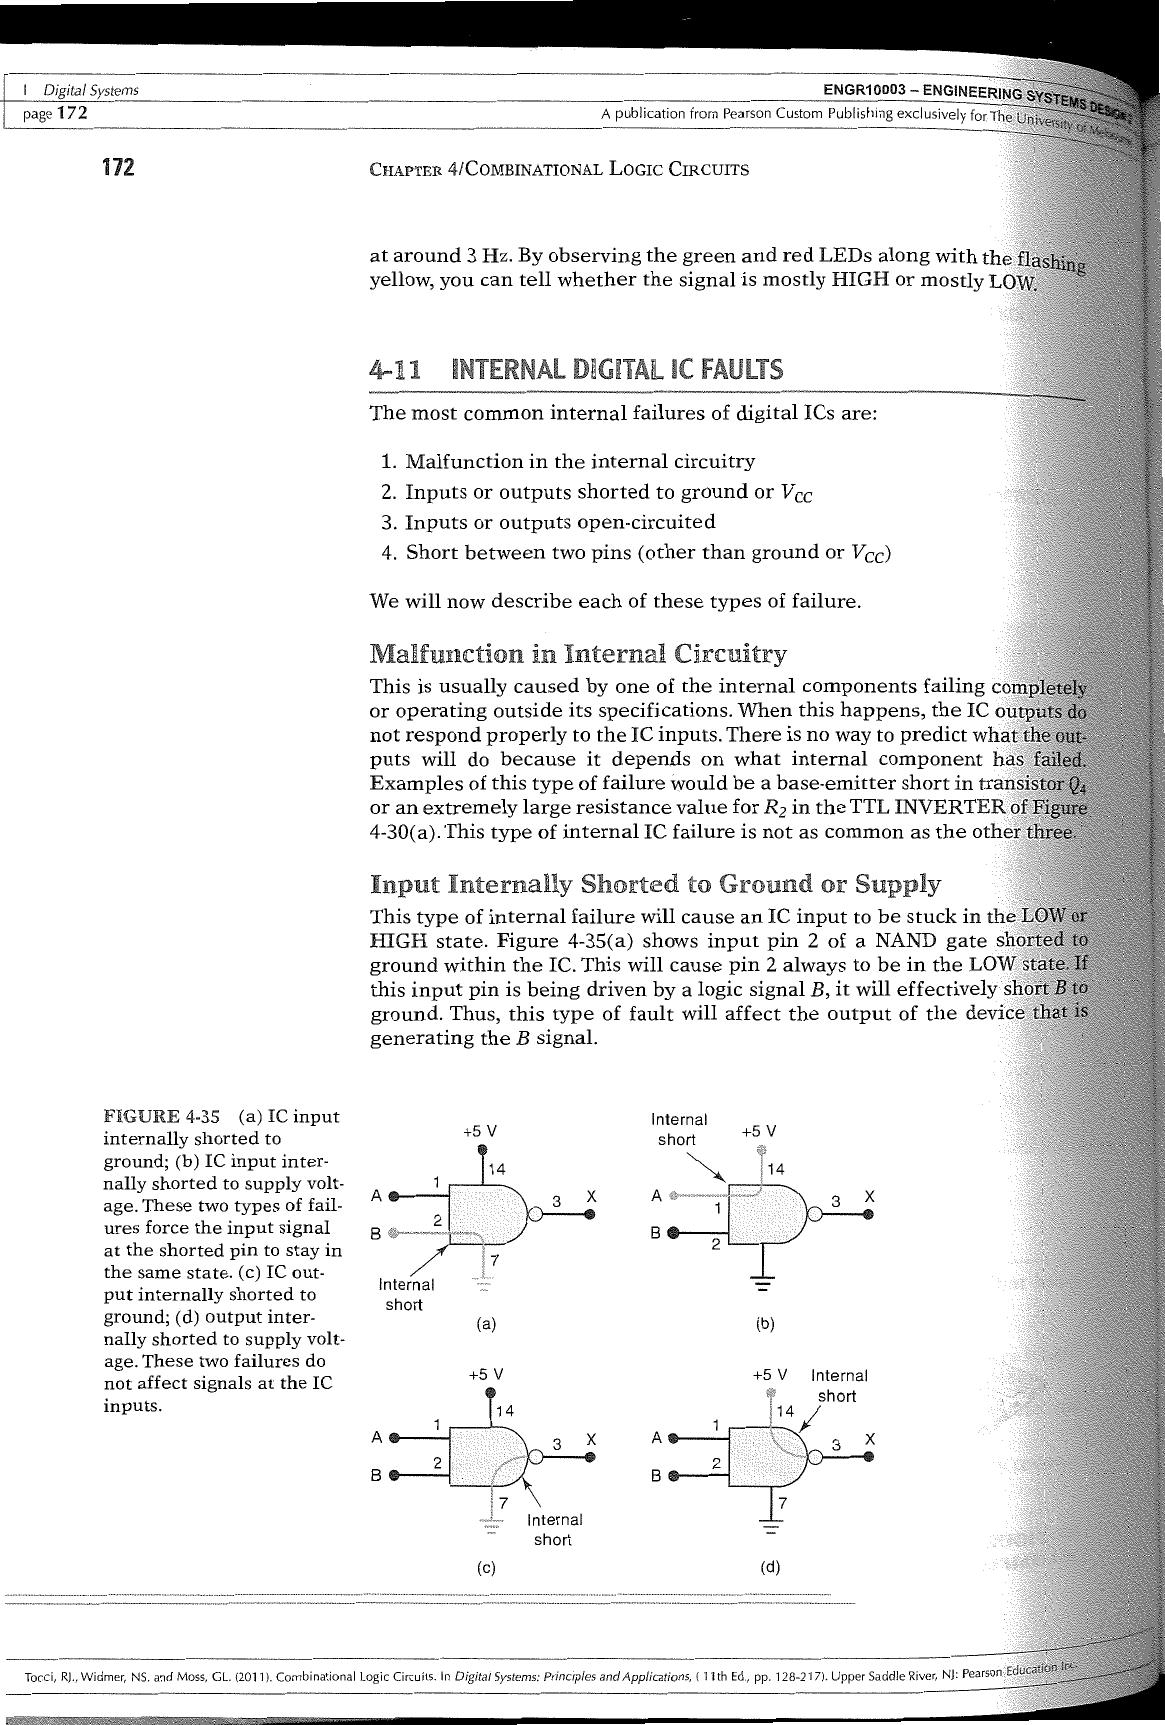 I Digital Systems
ENGR10003 – ENGINEERING SYSTEMS DESIGN
page 172
A publication from Pearson Custom Publishing exclusively for The University of Melbourne
172
CHAPTER 4/COMBINATIONAL LOGIC CIRCUITS
at around 3 Hz. By observing the green and red LEDs along with the flashing
yellow, you can tell whether the signal is mostly HIGH or mostly LOW.
4-11 INTERNAL DIGITAL IC FAULTS
The most common internal failures of digital ICs are:
1. Malfunction in the internal circuitry
2. Inputs or outputs shorted to ground or VCC
3. Inputs or outputs open-circuited
4. Short between two pins (other than ground or VCC)
We will now describe each of these types of failure.
Malfunction in Internal Circuitry
This is usually caused by one of the internal components failing completely
or operating outside its specifications. When this happens, the IC outputs do
not respond properly to the IC inputs. There is no way to predict what the out-
puts will do because it depends on what internal component has failed.
Examples of this type of failure would be a base-emitter short in transistor Q4
or an extremely large resistance value for R2 in the TTL INVERTER of Figure
4-30(a). This type of internal IC failure is not as common as the other three.
Input Internally Shorted to Ground or Supply
This type of internal failure will cause an IC input to be stuck in the LOW or
HIGH state. Figure 4-35(a) shows input pin 2 of a NAND gate shorted to
ground within the IC. This will cause pin 2 always to be in the LOW state. If
this input pin is being driven by a logic signal B, it will effectively short B to
ground. Thus, this type of fault will affect the output of the device that is
generating the B signal.
FIGURE 4-35 (a) IC input
internally shorted to
ground; (b) IC input inter-
nally shorted to supply volt-
age. These two types of fail-
ures force the input signal
at the shorted pin to stay in
the same state. (c) IC out-
put internally shorted to
ground; (d) output inter-
nally shorted to supply volt-
age. These two failures do
not affect signals at the IC
inputs.
+5 V
14
A 1
3 X
B 2
7
Internal
short
(a)
Internal
short
+5 V
14
A
1
3 X
B
2
(b)
+5 V
14
A 1
3 X
B 2
7
Internal
short
(c)
+5 V Internal
short
14
A 1
3 X
B 2
7
(d)
Tocci, RJ., Widmer, NS. and Moss, GL. (2011). Combinational Logic Circuits. In Digital Systems: Principles and Applications, ( 11th Ed., pp. 128-217). Upper Saddle River, NJ: Pearson Education Inc.